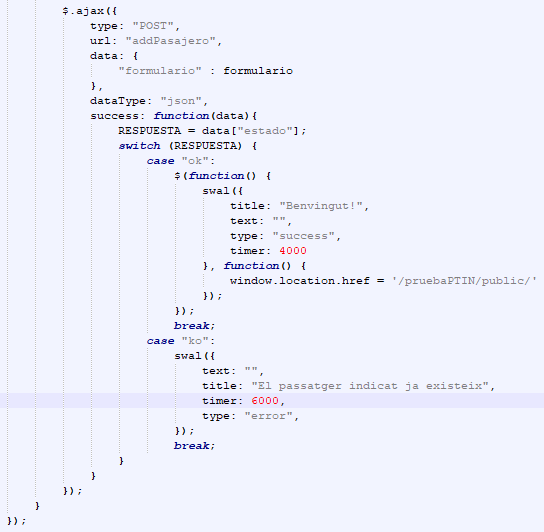 $.ajax({
type: "POST",
url: "addPasajero",
data: {
"formulario" : formulario
},
dataType: "json",
success: function(data){
RESPUESTA = data["estado"];
switch (RESPUESTA) {
case "ok":
$(function() {
swal({
title: "Benvingut!",
text: "",
type: "success",
timer: 4000
}, function() {
window.location.href = '/pruebaPTIN/public/'
});
});
break;
case "ko":
swal({
text: "",
title: "El passatger indicat ja existeix",
timer: 6000,
type: "error",
});
break;
}
}
});
}
});